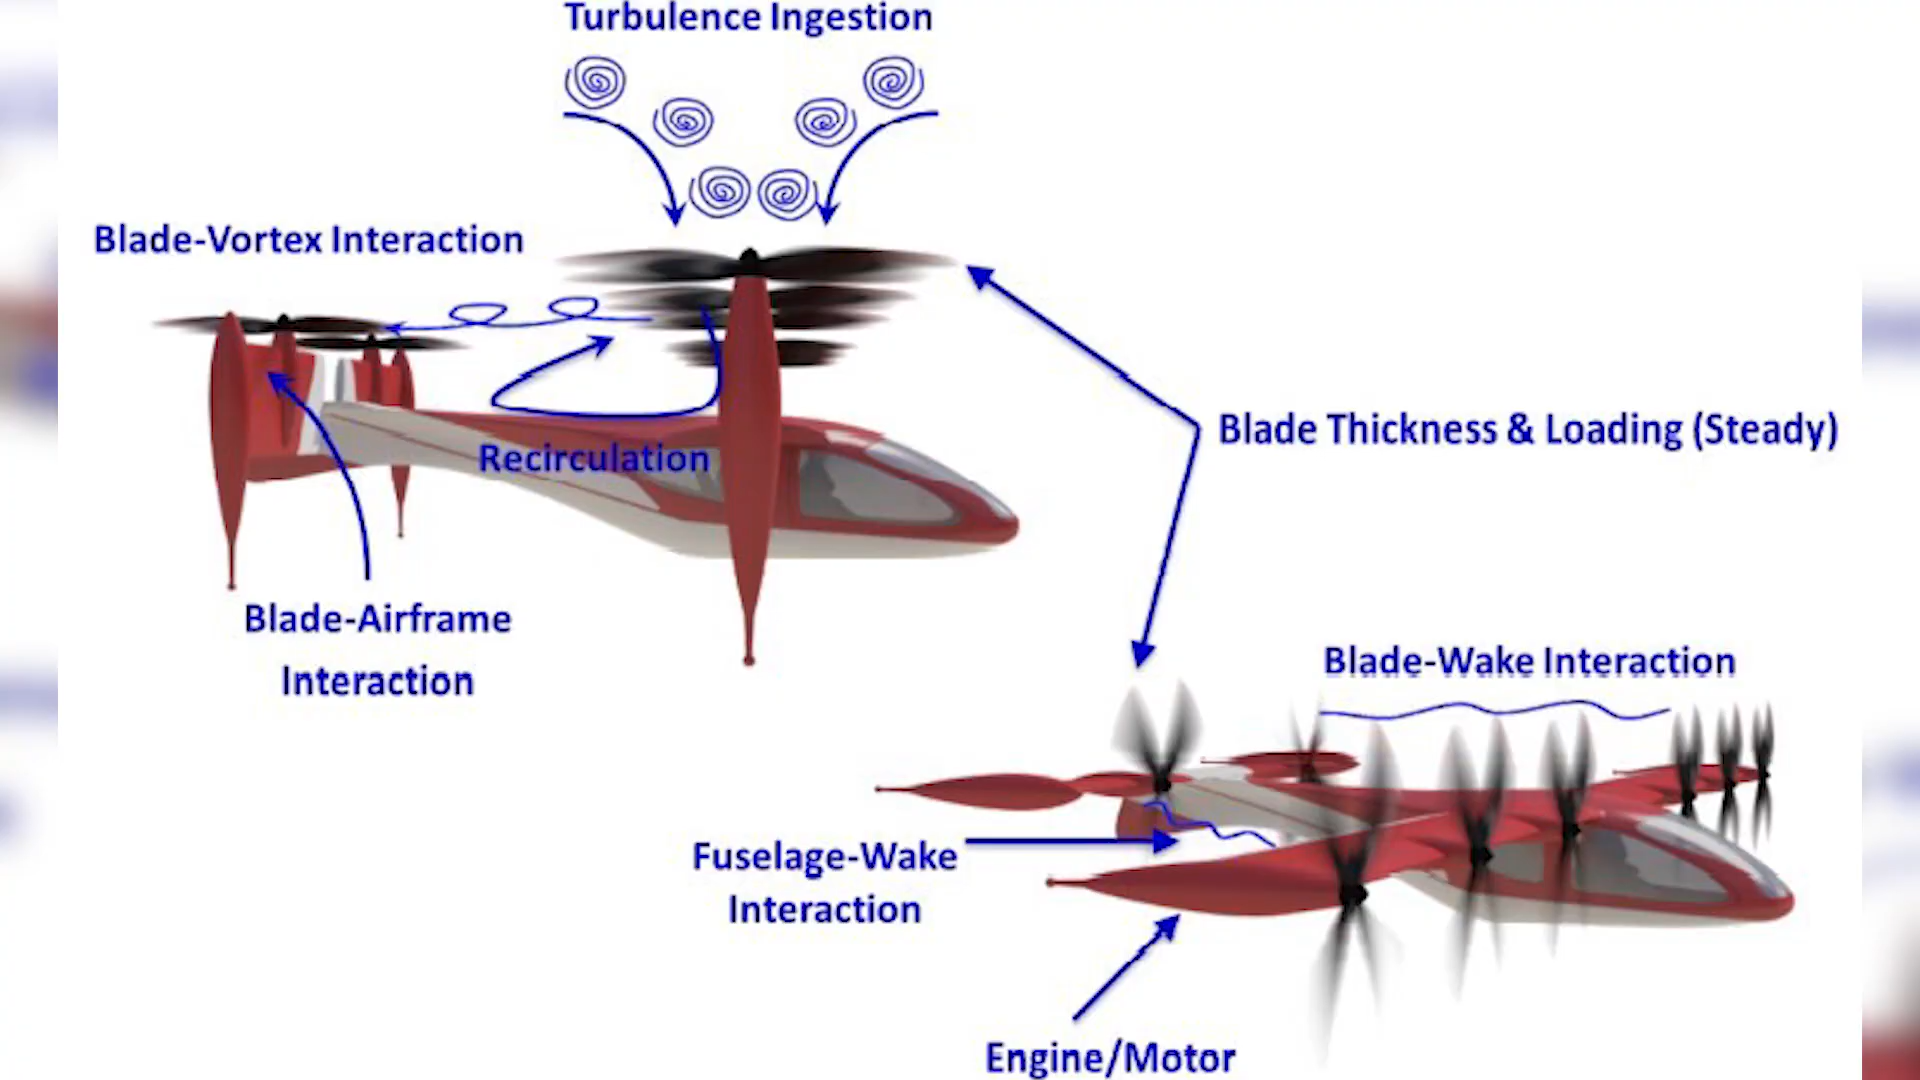 Turbulence Ingestion
Blade-Vortex Interaction
Recirculation
Blade Thickness & Loading (Steady)
Blade-Airframe
Interaction
Blade-Wake Interaction
Fuselage-Wake
Interaction
Engine/Motor